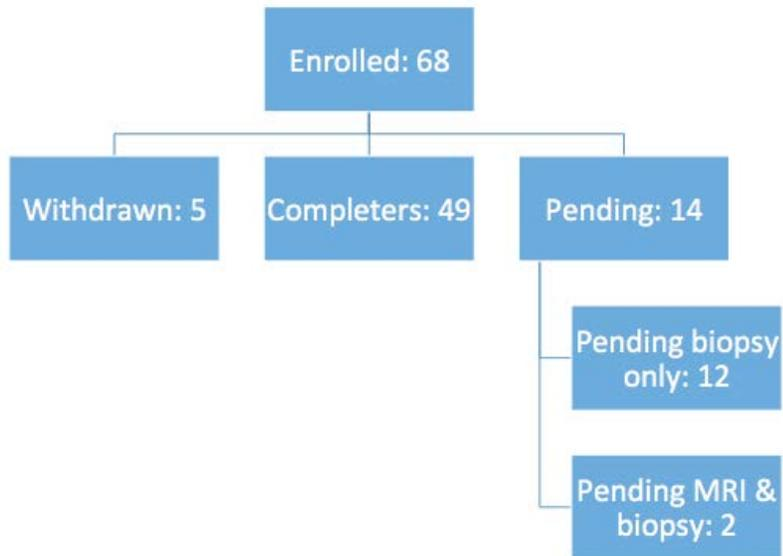 Enrolled: 68
Withdrawn: 5
Completers: 49
Pending: 14
Pending biopsy
only: 12
Pending MRI &
biopsy: 2